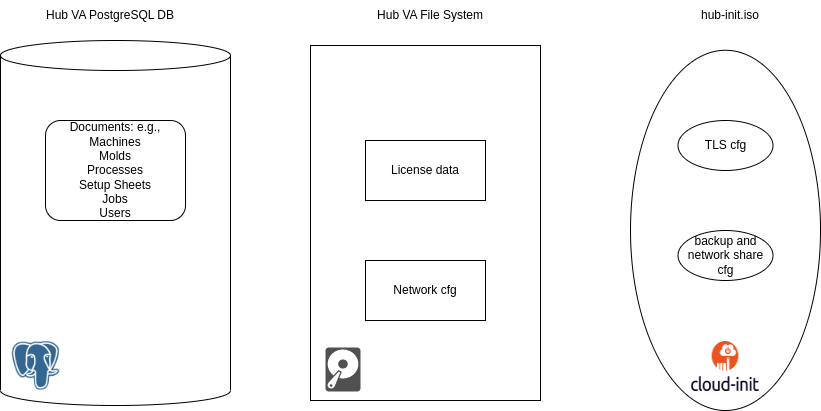 Hub VA PostgreSQL DB
Documents: e.g.,
Machines
Molds
Processes
Setup Sheets
Jobs
Users
Hub VA File System
License data
Network cfg
hub-init.iso
TLS cfg
backup and
network share
cfg
cloud-init